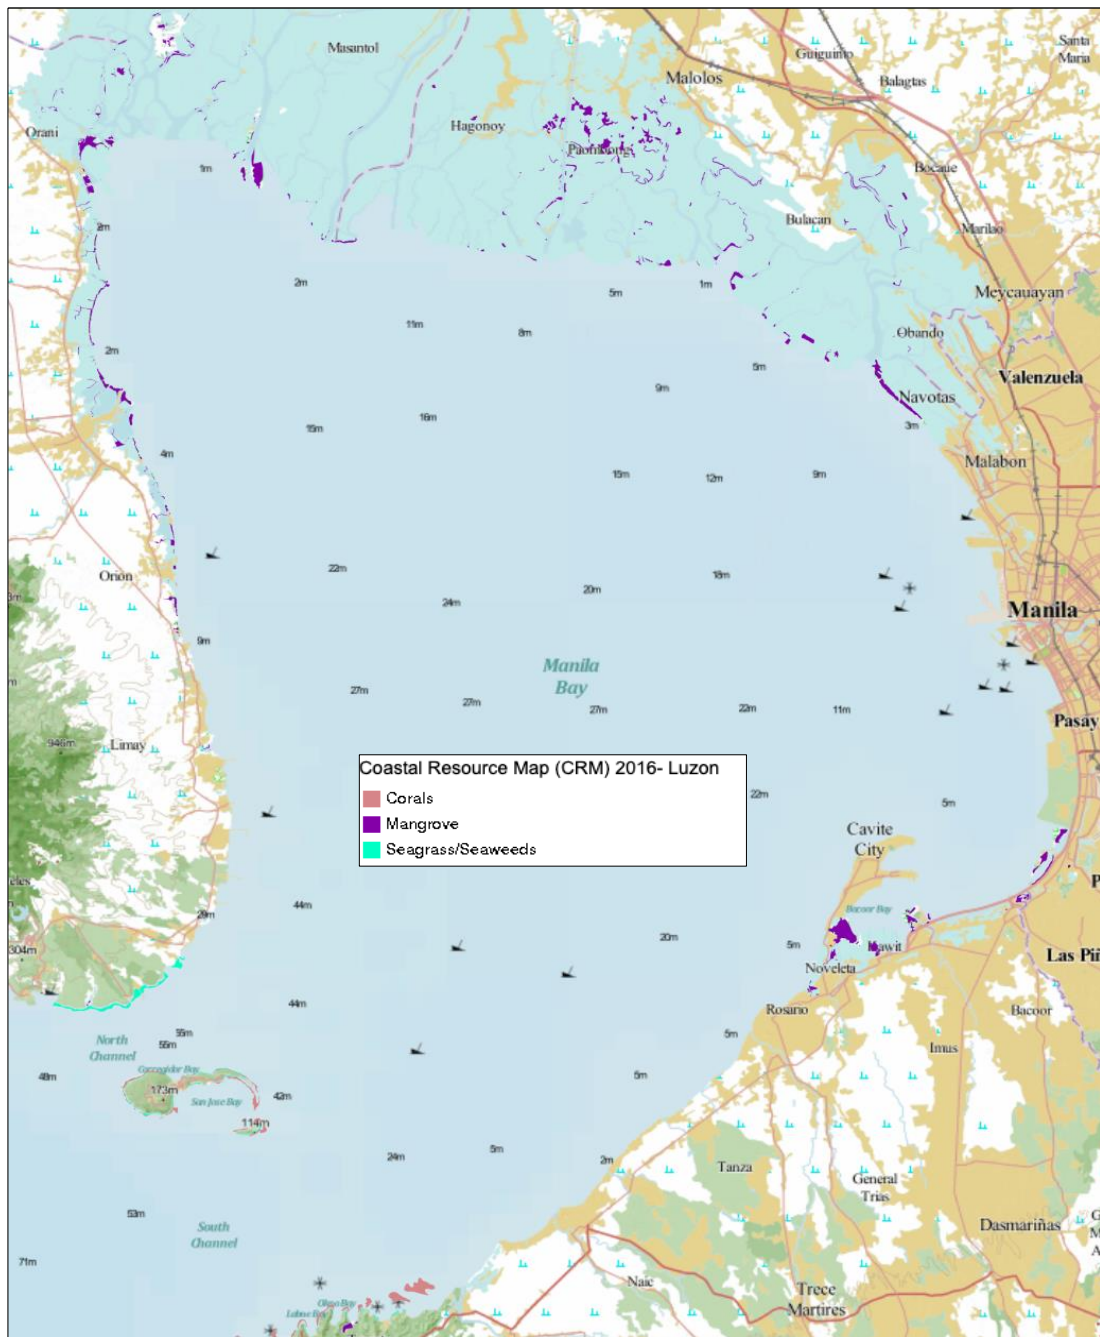 Masantol
Santa
Maria
Guiguinto
Malolos
Balagtas
Orani
Hagonoy
Paombong
Bocaue
1m
Bulacan
Marilao
2m
2m
5m
1m
Meycauayan
11m
8m
Obando
2m
5m
Valenzuela
9m
Navotas
16m
15m
3m
4m
Malabon
15m
12m
9m
22m
Orion
18m
20m
24m
Manila
9m
Manila
Bay
27m
27m
27m
22m
11m
Pasay
946m
Limay
Coastal Resource Map (CRM) 2016- Luzon
Corals
Mangrove
Seagrass/Seaweeds
22m
5m
Cavite
City
eles
44m
29m
Bacoor Bay
20m
5m
Kawit
304m
Las Piñ
Noveleta
44m
Rosario
Bacoor
55m
55m
North
Channel
5m
Imus
Corregidor Bay
48m
5m
173m
42m
San Jose Bay
114m
24m
5m
2m
Tanza
General
Trias
53m
South
Channel
Dasmariñas
71m
Naic
Trece
Martires